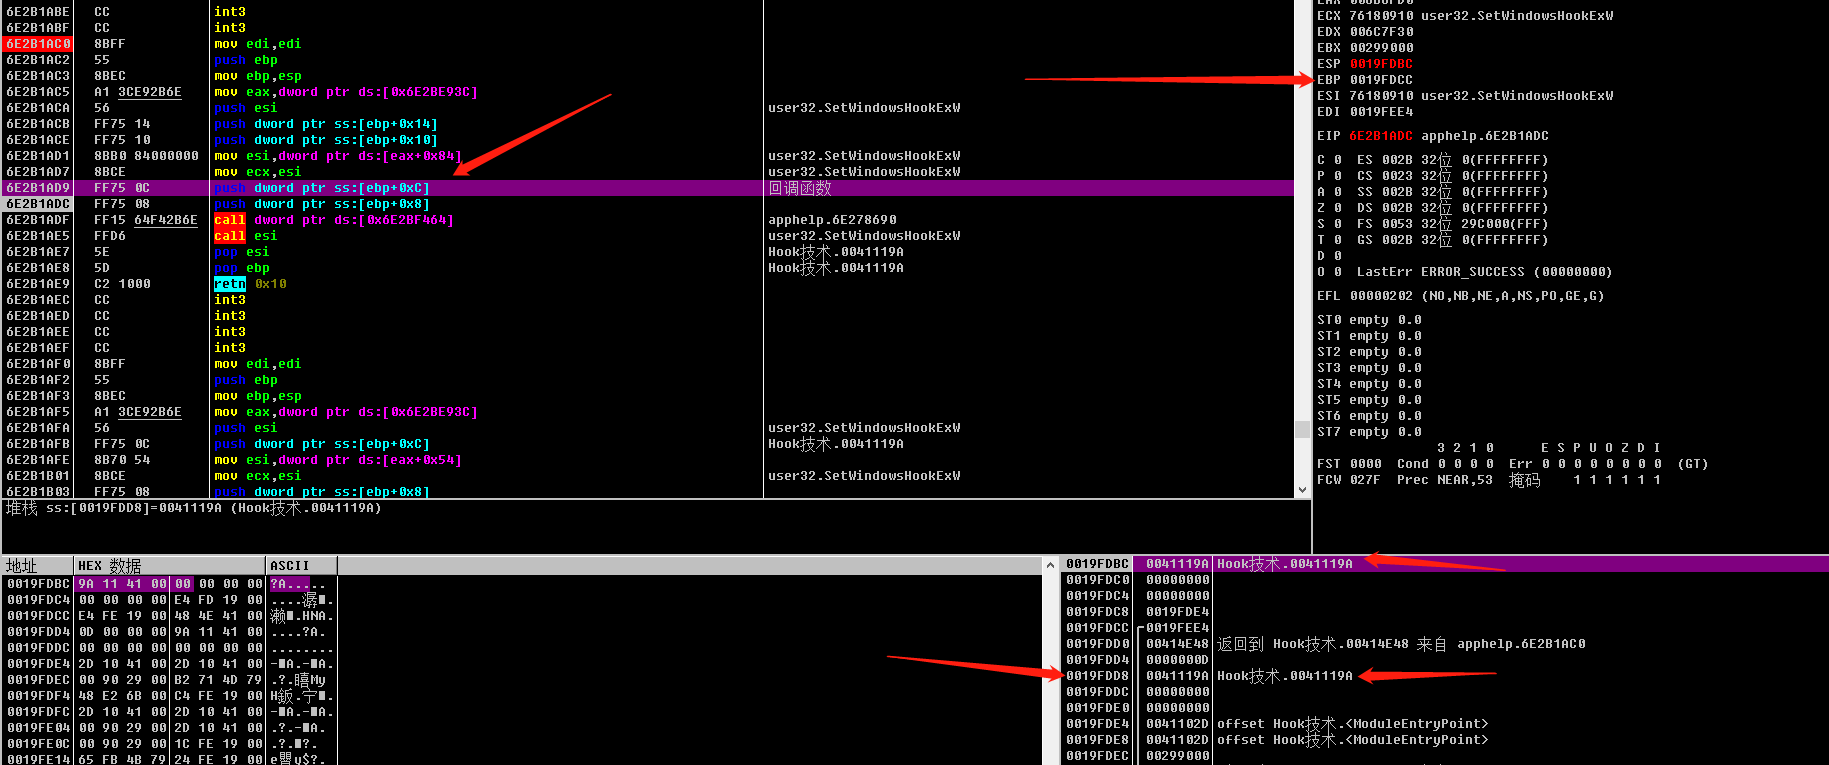 6E2B1ABE CC int3
6E2B1ABF CC int3
6E2B1AC0 8BFF mov edi,edi
6E2B1AC2 55 push ebp
6E2B1AC3 8BEC mov ebp,esp
6E2B1AC5 A1 3CE92B6E mov eax,dword ptr ds:[0x6E2BE93C]
6E2B1ACA 56 push esi user32.SetWindowsHookExW
6E2B1ACB FF75 14 push dword ptr ss:[ebp+0x14]
6E2B1ACE FF75 10 push dword ptr ss:[ebp+0x10]
6E2B1AD1 8BB0 84000000 mov esi,dword ptr ds:[eax+0x84] user32.SetWindowsHookExW
6E2B1AD7 8BCE mov ecx,esi user32.SetWindowsHookExW
6E2B1AD9 FF75 0C push dword ptr ss:[ebp+0xC] 回调函数
6E2B1ADC FF75 08 push dword ptr ss:[ebp+0x8]
6E2B1ADF FF15 64F42B6E call dword ptr ds:[0x6E2BF464] apphelp.6E278690
6E2B1AE5 FFD6 call esi user32.SetWindowsHookExW
6E2B1AE7 5E pop esi Hook技术.0041119A
6E2B1AE8 5D pop ebp Hook技术.0041119A
6E2B1AE9 C2 1000 retn 0x10
6E2B1AEC CC int3
6E2B1AED CC int3
6E2B1AEE CC int3
6E2B1AEF CC int3
6E2B1AF0 8BFF mov edi,edi
6E2B1AF2 55 push ebp
6E2B1AF3 8BEC mov ebp,esp
6E2B1AF5 A1 3CE92B6E mov eax,dword ptr ds:[0x6E2BE93C]
6E2B1AFA 56 push esi user32.SetWindowsHookExW
6E2B1AFB FF75 0C push dword ptr ss:[ebp+0xC] Hook技术.0041119A
6E2B1AFE 8B70 54 mov esi,dword ptr ds:[eax+0x54]
6E2B1B01 8BCE mov ecx,esi user32.SetWindowsHookExW
6E2B1B03 FF75 08 push dword ptr ss:[ebp+0x8]
堆栈 ss:[0019FDD8]=0041119A (Hook技术.0041119A)
ECX 76180910 user32.SetWindowsHookExW
EDX 006C7F30
EBX 00299000
ESP 0019FDBC
EBP 0019FDCC
ESI 76180910 user32.SetWindowsHookExW
EDI 0019FEE4
EIP 6E2B1ADC apphelp.6E2B1ADC
C 0 ES 002B 32位 0(FFFFFFFF)
P 0 CS 0023 32位 0(FFFFFFFF)
A 0 SS 002B 32位 0(FFFFFFFF)
Z 0 DS 002B 32位 0(FFFFFFFF)
S 0 FS 0053 32位 29C000(FFF)
T 0 GS 002B 32位 0(FFFFFFFF)
D 0
O 0 LastErr ERROR_SUCCESS (00000000)
EFL 00000202 (NO,NB,NE,A,NS,PO,GE,G)
ST0 empty 0.0
ST1 empty 0.0
ST2 empty 0.0
ST3 empty 0.0
ST4 empty 0.0
ST5 empty 0.0
ST6 empty 0.0
ST7 empty 0.0
3 2 1 0 E S P U O Z D I
FST 0000 Cond 0 0 0 0 Err 0 0 0 0 0 0 0 0 (GT)
FCW 027F Prec NEAR,53 掩码 1 1 1 1 1 1
地址 HEX 数据 ASCII
0019FDBC 9A 11 41 00 00 00 00 00 ?A.....
0019FDC4 00 00 00 00 E4 FD 19 00
0019FDCC E4 FE 19 00 48 4E 41 00
0019FDD4 0D 00 00 00 9A 11 41 00 ....?A.
0019FDDC 00 00 00 00 00 00 00 00 ........
0019FDE4 2D 10 41 00 2D 10 41 00
0019FDEC 00 90 29 00 B2 71 4D 79
0019FDF4 48 E2 6B 00 C4 FE 19 00
0019FDFC 2D 10 41 00 2D 10 41 00
0019FE04 00 90 29 00 2D 10 41 00
0019FE0C 00 90 29 00 1C FE 19 00
0019FE14 65 FB 4B 79 24 FE 19 00
0019FDBC 0041119A Hook技术.0041119A
0019FDC0 00000000
0019FDC4 00000000
0019FDC8 0019FDE4
0019FDCC 0019FEE4
0019FDD0 00414E48 返回到 Hook技术.00414E48 来自 apphelp.6E2B1AC0
0019FDD4 0000000D
0019FDD8 0041119A Hook技术.0041119A
0019FDDC 00000000
0019FDE0 00000000
0019FDE4 0041102D offset Hook技术.<ModuleEntryPoint>
0019FDE8 0041102D offset Hook技术.<ModuleEntryPoint>
0019FDEC 00299000